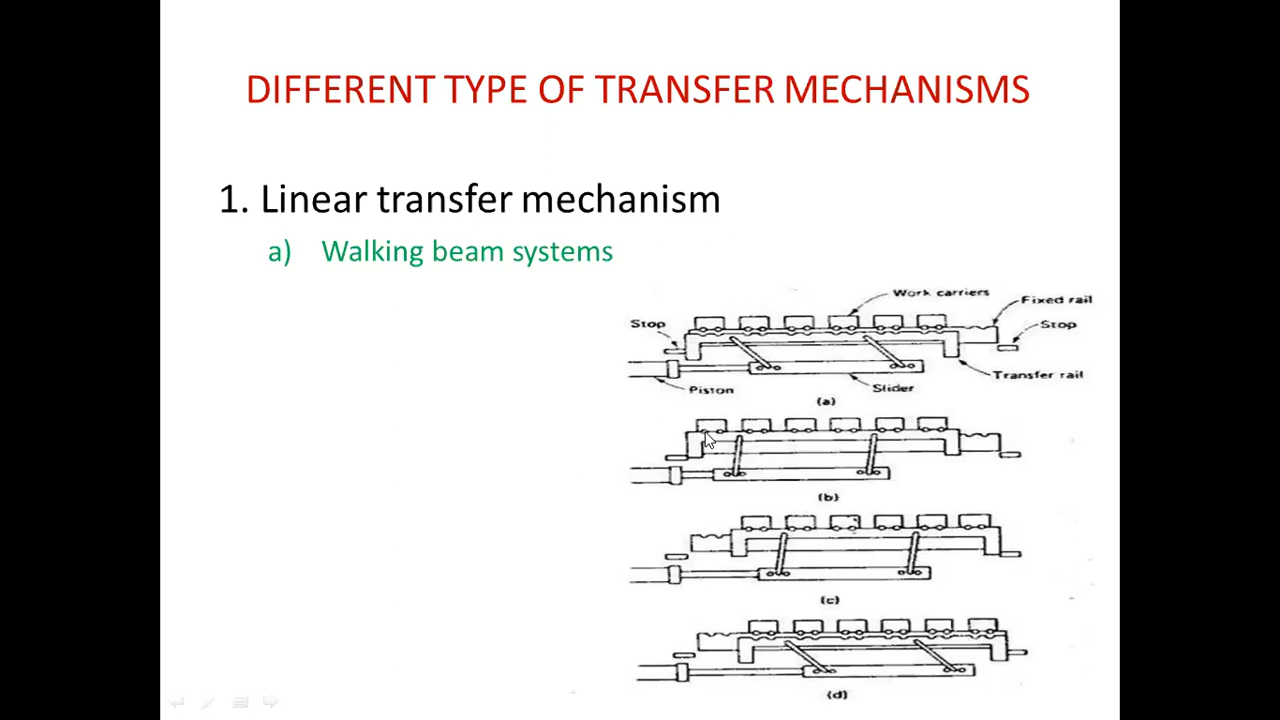 DIFFERENT TYPE OF TRANSFER MECHANISMS
1. Linear transfer mechanism
a) Walking beam systems
Work carriers
Fixed rail
Stop
Stop
Transfer rail
Piston
Slider
(a)
(b)
(c)
(d)